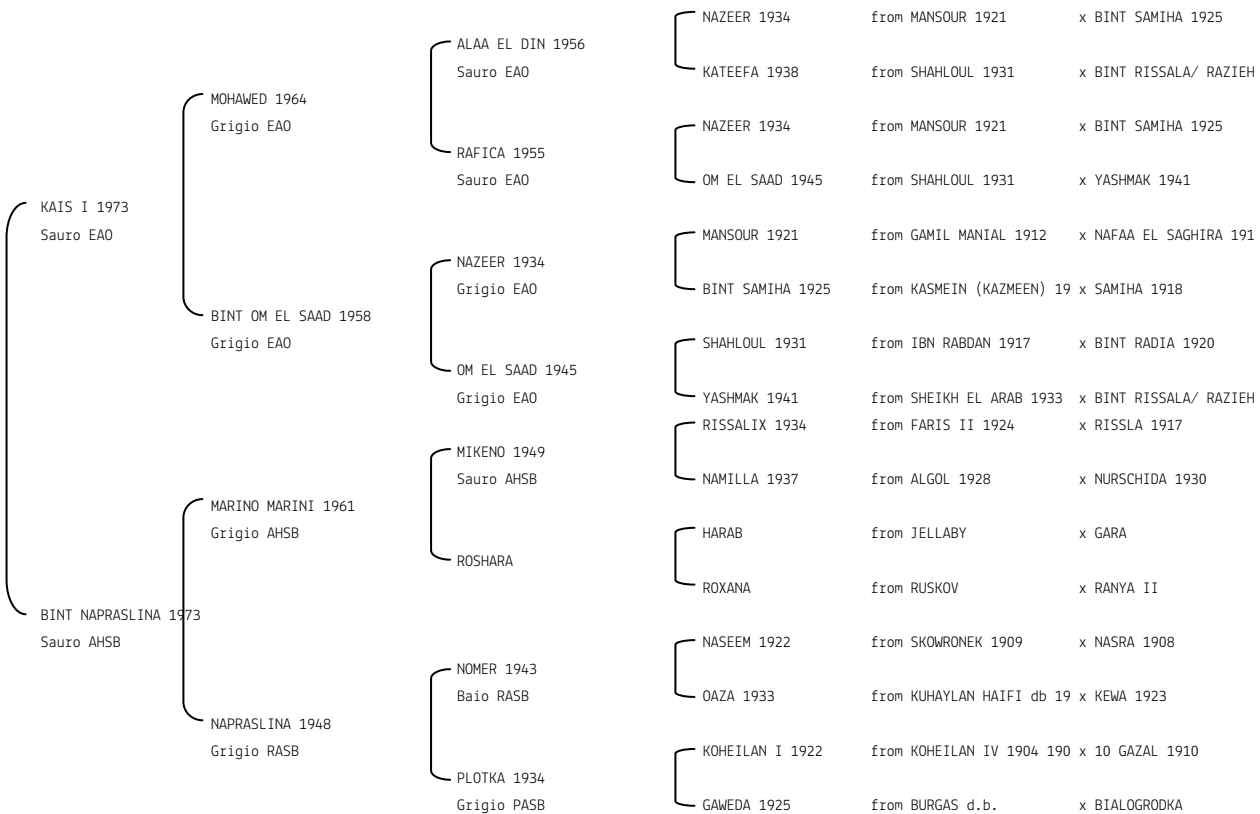 NAZEER 1934 from MANSOUR 1921 x BINT SAMIHA 1925
ALAA EL DIN 1956
Sauro EAO
KATEEFA 1938 from SHAHLOUL 1931 x BINT RISSALA/ RAZIEH
MOHAWED 1964
Grigio EAO
NAZEER 1934 from MANSOUR 1921 x BINT SAMIHA 1925
RAFICA 1955
Sauro EAO
OM EL SAAD 1945 from SHAHLOUL 1931 x YASHMAK 1941
KAIS I 1973
Sauro EAO
MANSOUR 1921 from GAMIL MANIAL 1912 x NAFAA EL SAGHIRA 191
NAZEER 1934
Grigio EAO
BINT SAMIHA 1925 from KASMEIN (KAZMEEN) 19 x SAMIHA 1918
BINT OM EL SAAD 1958
Grigio EAO
SHAHLOUL 1931 from IBN RABDAN 1917 x BINT RADIA 1920
OM EL SAAD 1945
Grigio EAO
YASHMAK 1941 from SHEIKH EL ARAB 1933 x BINT RISSALA/ RAZIEH
RISSALIX 1934 from FARIS II 1924 x RISSLA 1917
MIKENO 1949
Sauro AHSB
NAMILLA 1937 from ALGOL 1928 x NURSCHIDA 1930
MARINO MARINI 1961
Grigio AHSB
HARAB from JELLABY x GARA
ROSHARA
ROXANA from RUSKOV x RANYA II
BINT NAPRASLINA 1973
Sauro AHSB
NASEEM 1922 from SKOWRONEK 1909 x NASRA 1908
NOMER 1943
Baio RASB
OAZA 1933 from KUHAYLAN HAIFI db 19 x KEWA 1923
NAPRASLINA 1948
Grigio RASB
KOHEILAN I 1922 from KOHEILAN IV 1904 190 x 10 GAZAL 1910
PLOTKA 1934
Grigio PASB
GAWEDA 1925 from BURGAS d.b. x BIALOGRODKA